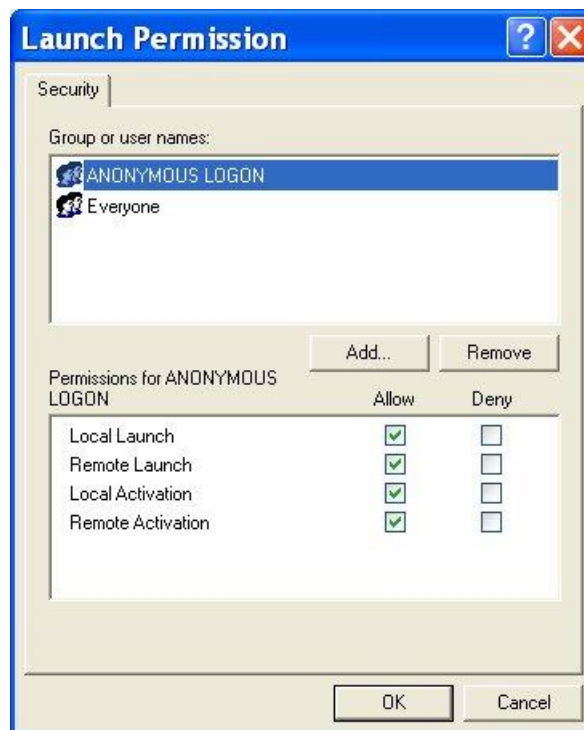 Launch Permission
Security
Group or user names:
ANONYMOUS LOGON
Everyone
Add... Remove
Permissions for ANONYMOUS
LOGON Allow Deny
Local Launch
Remote Launch
Local Activation
Remote Activation
OK Cancel